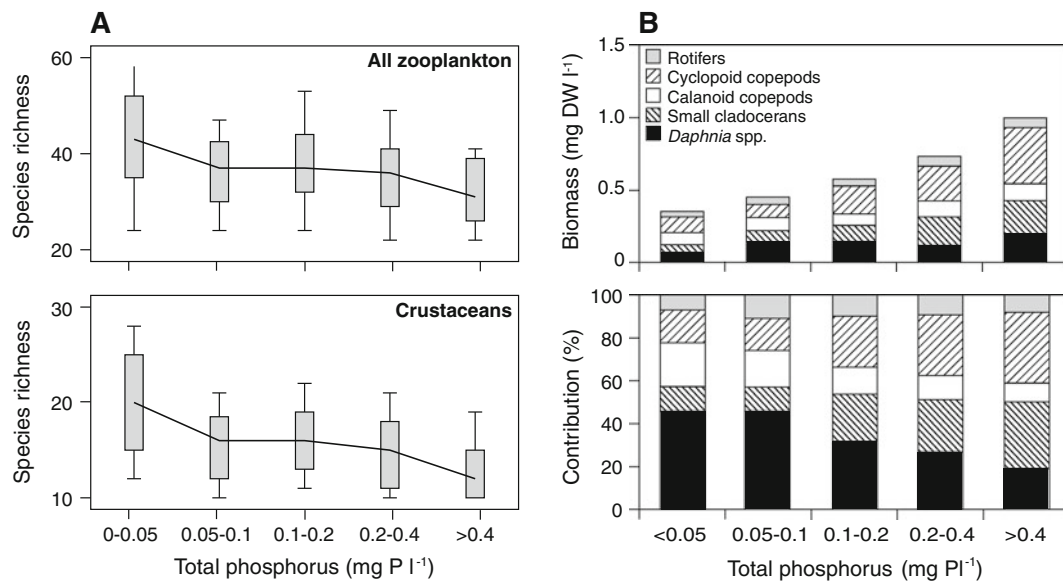 A
60
40
20
Species richness
All zooplankton
30
20
10
Species richness
Crustaceans
0-0.05 0.05-0.1 0.1-0.2 0.2-0.4 >0.4
Total phosphorus (mg P l-1)
B
1.5
1.0
0.5
0
Biomass (mg DW l-1)
Rotifers
Cyclopoid copepods
Calanoid copepods
Small cladocerans
Daphnia spp.
100
80
60
40
20
0
Contribution (%)
<0.05 0.05-0.1 0.1-0.2 0.2-0.4 >0.4
Total phosphorus (mg Pl-1)